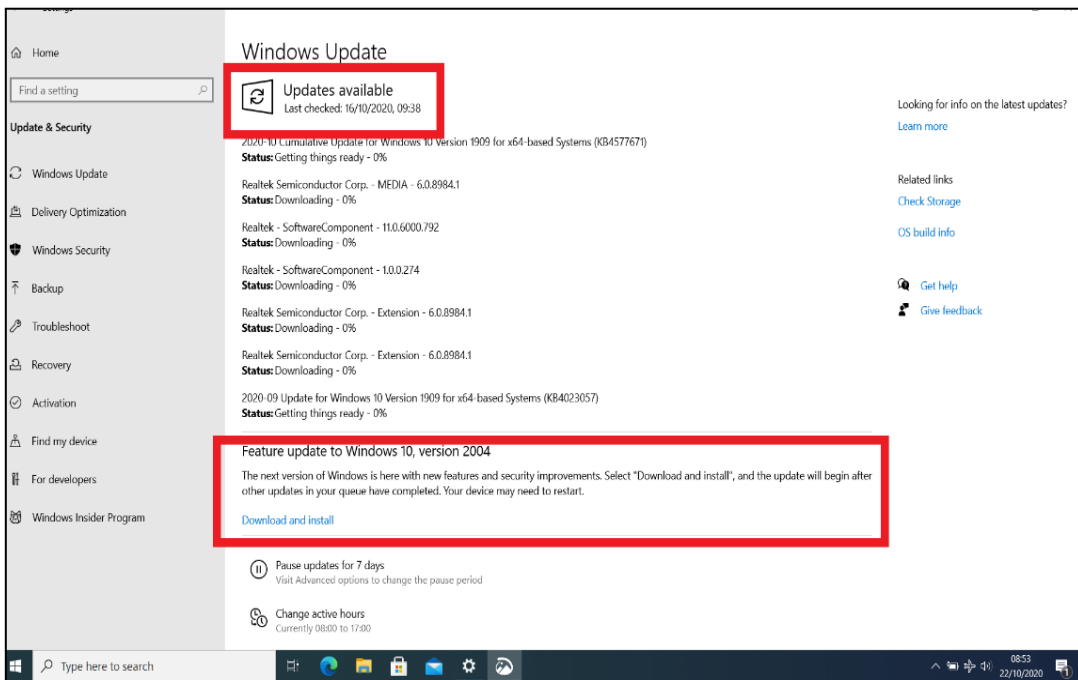 Home
Find a setting
Update & Security
Windows Update
Delivery Optimization
Windows Security
Backup
Troubleshoot
Recovery
Activation
Find my device
For developers
Windows Insider Program
Windows Update
Updates available
Last checked: 16/10/2020, 09:38
2020-10 Cumulative Update for Windows 10 Version 1909 for x64-based Systems (KB4577671)
Status: Getting things ready - 0%
Realtek Semiconductor Corp. - MEDIA - 6.0.8984.1
Status: Downloading - 0%
Realtek - SoftwareComponent - 11.0.6000.792
Status: Downloading - 0%
Realtek - SoftwareComponent - 1.0.0.274
Status: Downloading - 0%
Realtek Semiconductor Corp. - Extension - 6.0.8984.1
Status: Downloading - 0%
Realtek Semiconductor Corp. - Extension - 6.0.8984.1
Status: Downloading - 0%
2020-09 Update for Windows 10 Version 1909 for x64-based Systems (KB4023057)
Status: Getting things ready - 0%
Feature update to Windows 10, version 2004
The next version of Windows is here with new features and security improvements. Select "Download and install", and the update will begin after
other updates in your queue have completed. Your device may need to restart.
Download and install
Pause updates for 7 days
Visit Advanced options to change the pause period
Change active hours
Currently 08:00 to 17:00
Looking for info on the latest updates?
Learn more
Related links
Check Storage
OS build info
Get help
Give feedback
Type here to search
08:53
22/10/2020
1